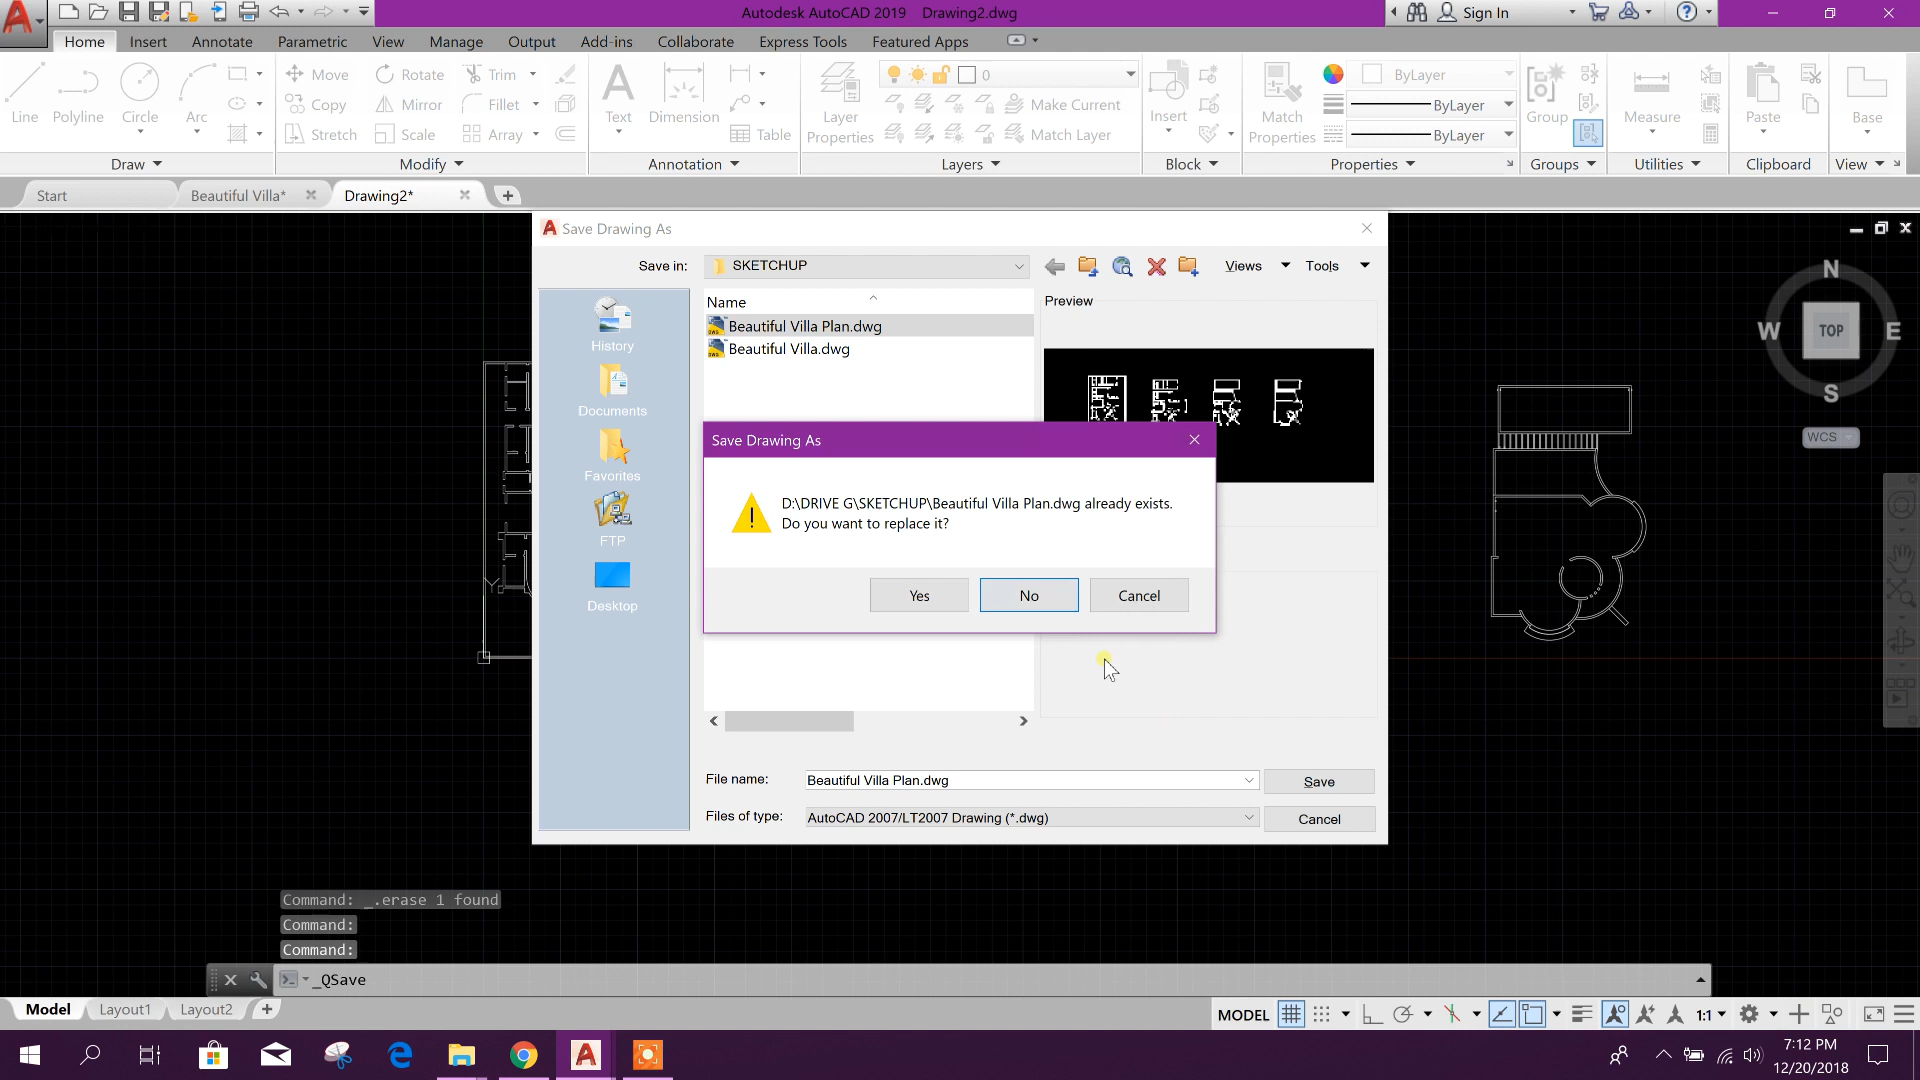 Autodesk AutoCAD 2019 Drawing2.dwg
Sign In
Home Insert Annotate Parametric View Manage Output Add-ins Collaborate Express Tools Featured Apps
Line Polyline Circle Arc
Move Rotate Trim
Copy Mirror Fillet
Stretch Scale Array
Text Dimension Table
Layer Properties
0
Make Current
Match Layer
Insert
Match Properties
ByLayer
ByLayer
ByLayer
Group
Measure
Paste
Base
Draw Modify Annotation Layers Block Properties Groups Utilities Clipboard View
Start Beautiful Villa* Drawing2*
Save Drawing As
Save in: SKETCHUP Views Tools
Name
Preview
Beautiful Villa Plan.dwg
Beautiful Villa.dwg
History
Documents
Favorites
FTP
Desktop
Save Drawing As
D:\DRIVE G\SKETCHUP\Beautiful Villa Plan.dwg already exists.
Do you want to replace it?
Yes No Cancel
File name: Beautiful Villa Plan.dwg Save
Files of type: AutoCAD 2007/LT2007 Drawing (*.dwg) Cancel
N
W TOP E
S
WCS
Y
Command: _.erase 1 found
Command:
Command:
_QSave
Model Layout1 Layout2
MODEL 1:1
7:12 PM
12/20/2018